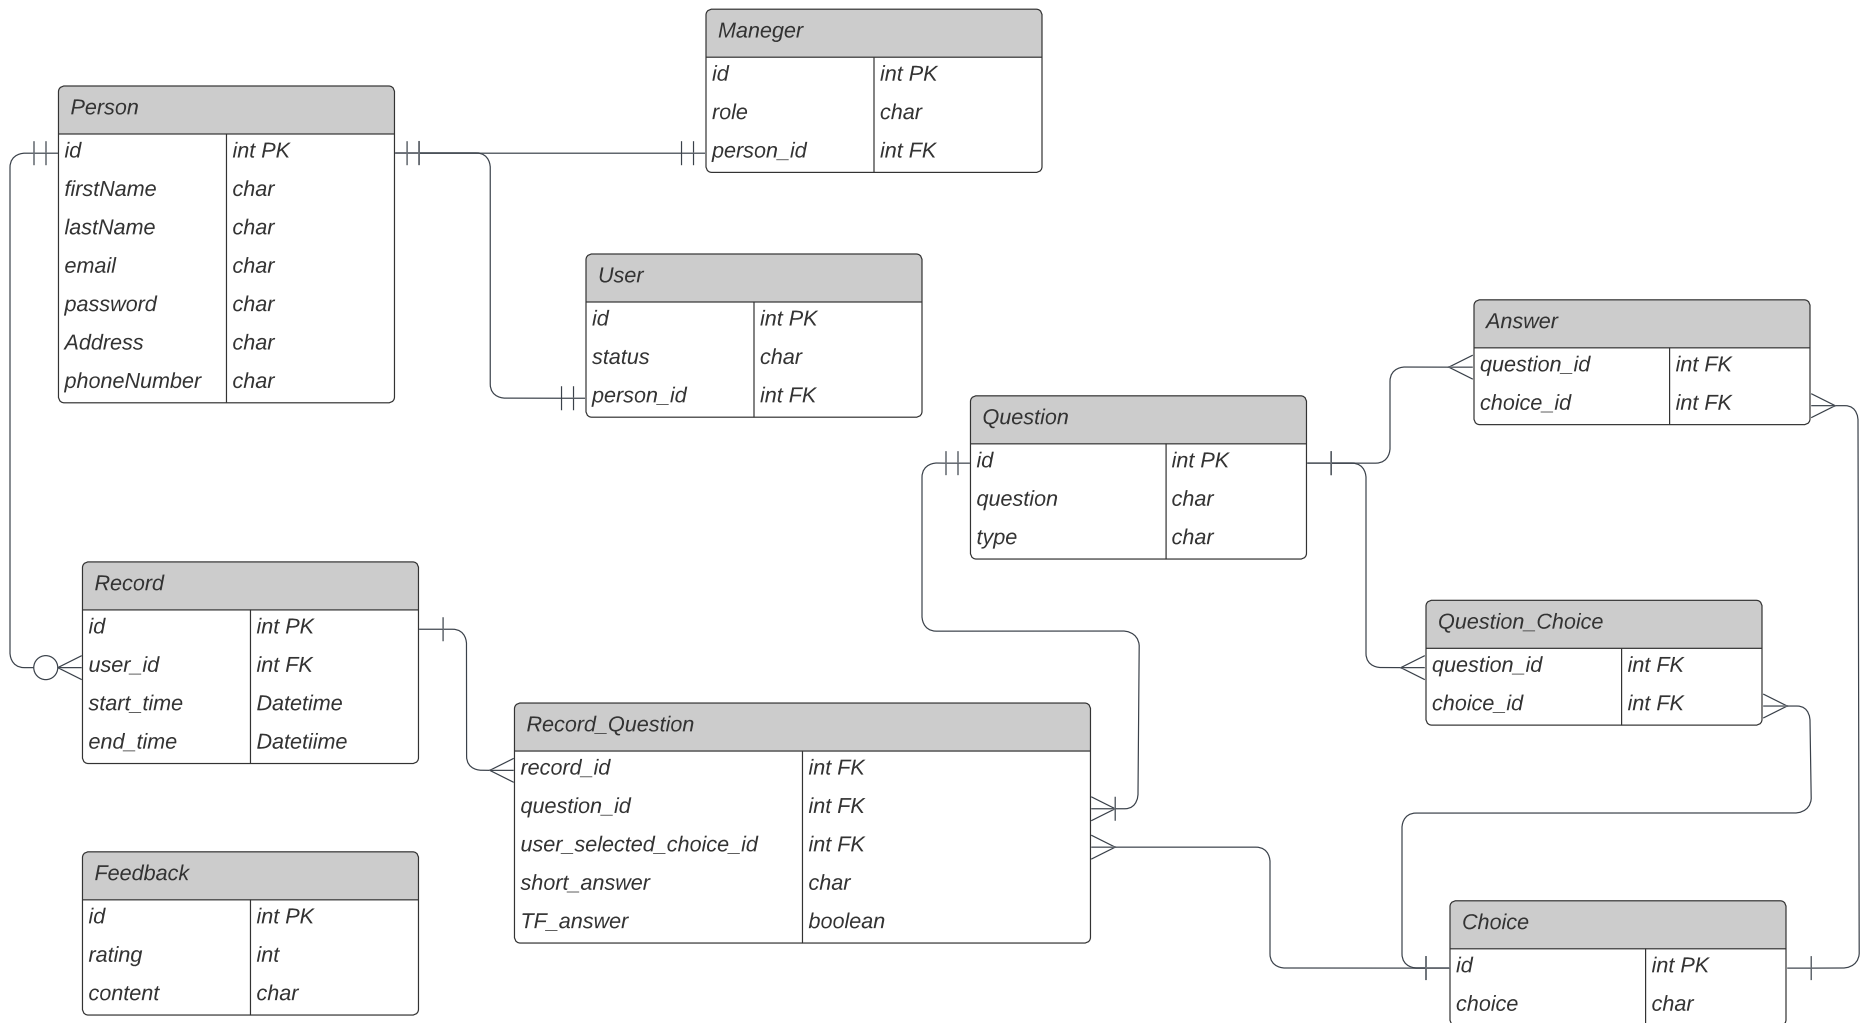 Maneger
id int PK
role char
person_id int FK
Person
id int PK
firstName char
lastName char
email char
password char
Address char
phoneNumber char
User
id int PK
status char
person_id int FK
Answer
question_id int FK
choice_id int FK
Question
id int PK
question char
type char
Record
id int PK
user_id int FK
start_time Datetime
end_time Datetiime
Question_Choice
question_id int FK
choice_id int FK
Record_Question
record_id int FK
question_id int FK
user_selected_choice_id int FK
short_answer char
TF_answer boolean
Feedback
id int PK
rating int
content char
Choice
id int PK
choice char